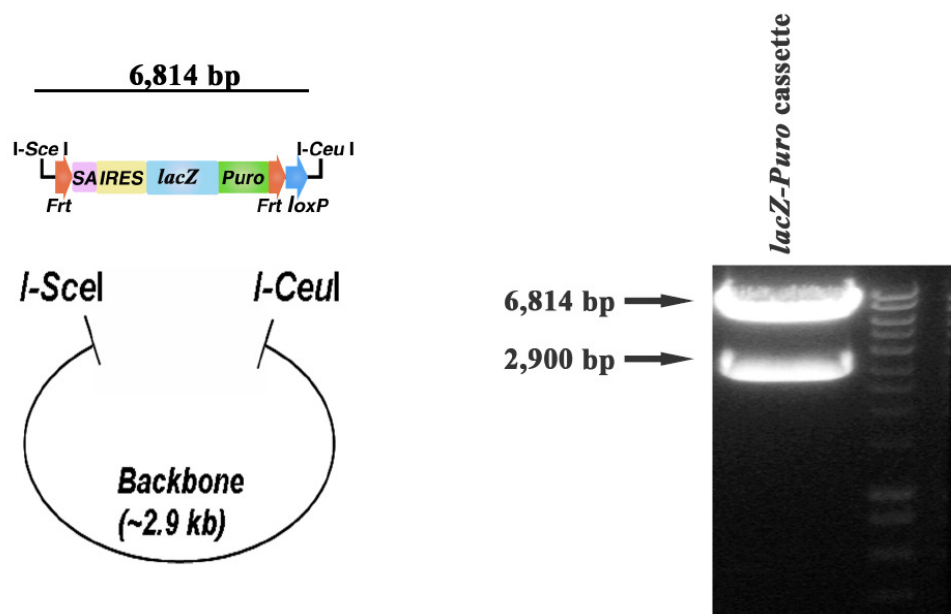 6,814 bp
I-Sce I
I-Ceu I
SA IRES lacZ Puro
Frt
Frt loxP
I-SceI
I-CeuI
Backbone
(~2.9 kb)
lacZ-Puro cassette
6,814 bp
2,900 bp